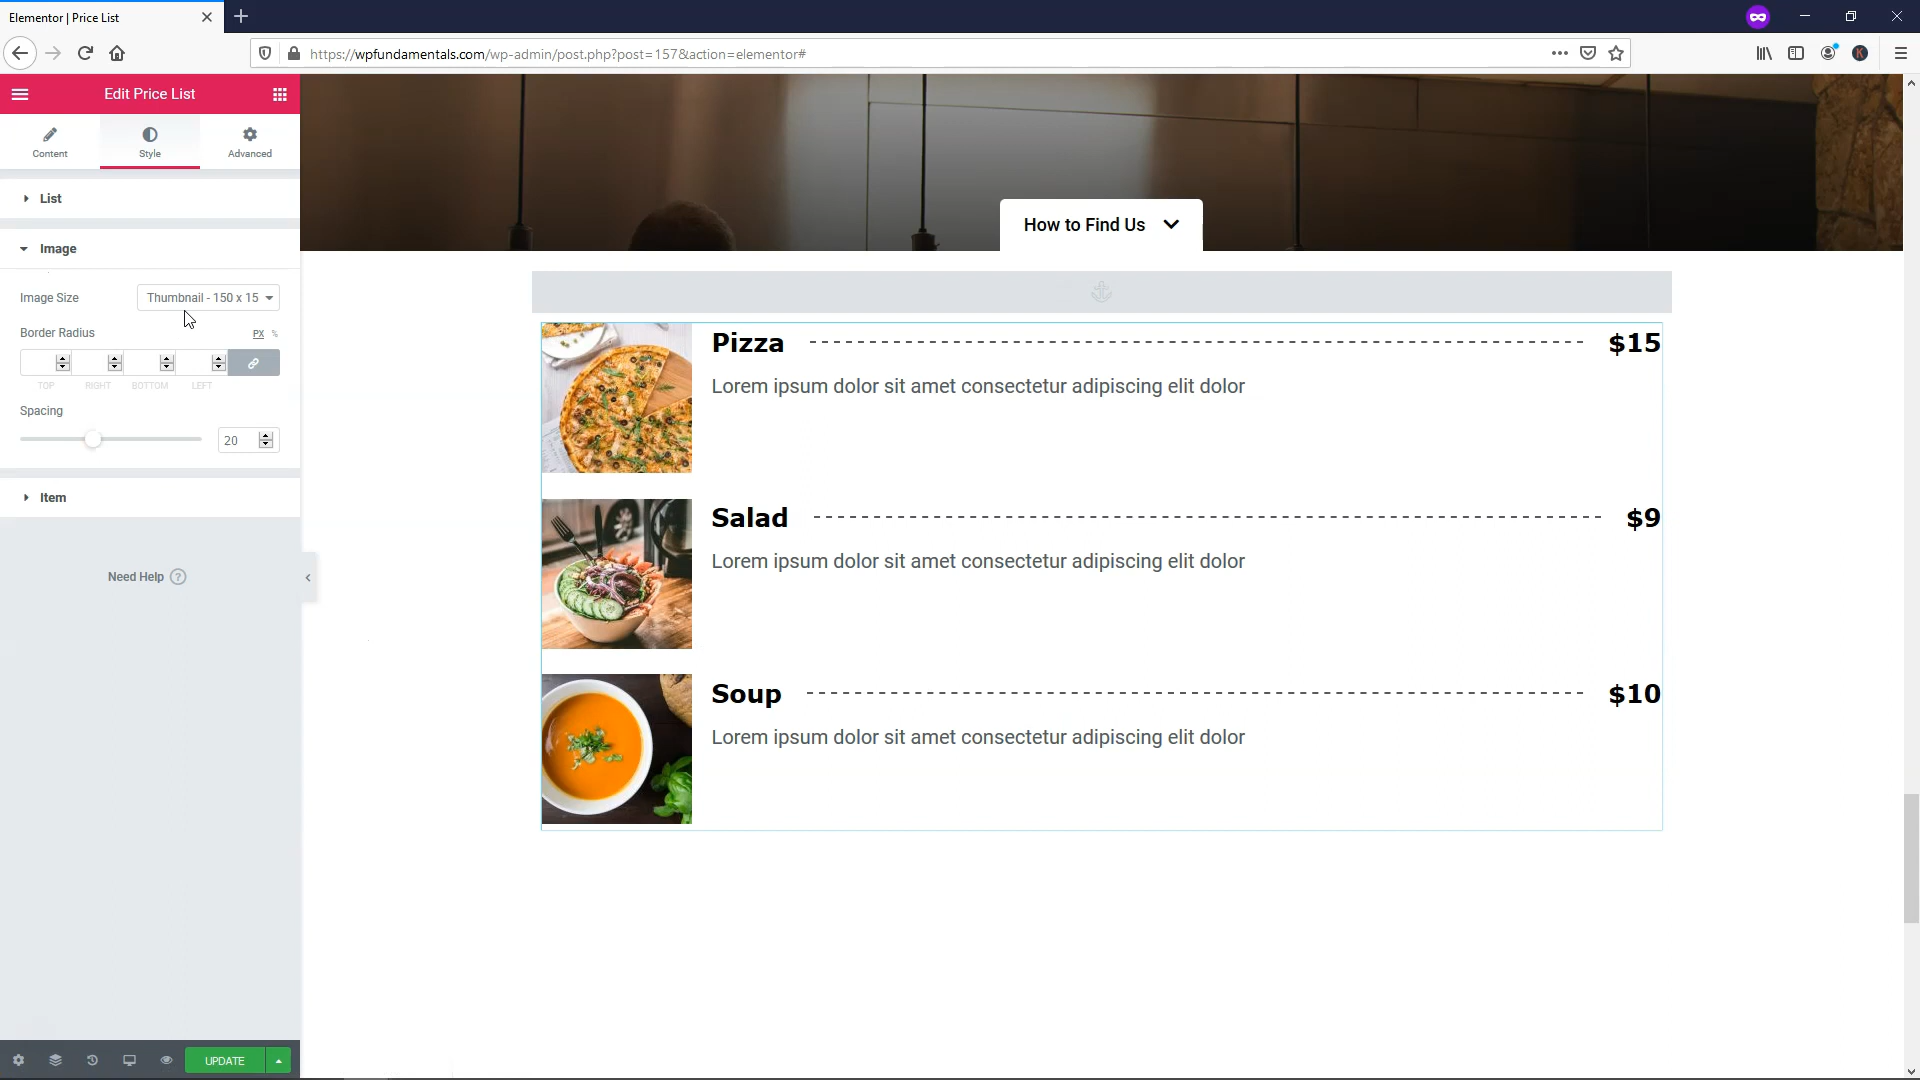 Elementor | Price List
https://wpfundamentals.com/wp-admin/post.php?post=157&action=elementor#
K
Edit Price List
Content
Style
Advanced
List
Image
Image Size
Thumbnail - 150 x 15
Border Radius
PX %
TOP RIGHT BOTTOM LEFT
Spacing
20
Item
Need Help ?
UPDATE
How to Find Us
Pizza $15
Lorem ipsum dolor sit amet consectetur adipiscing elit dolor
Salad $9
Lorem ipsum dolor sit amet consectetur adipiscing elit dolor
Soup $10
Lorem ipsum dolor sit amet consectetur adipiscing elit dolor